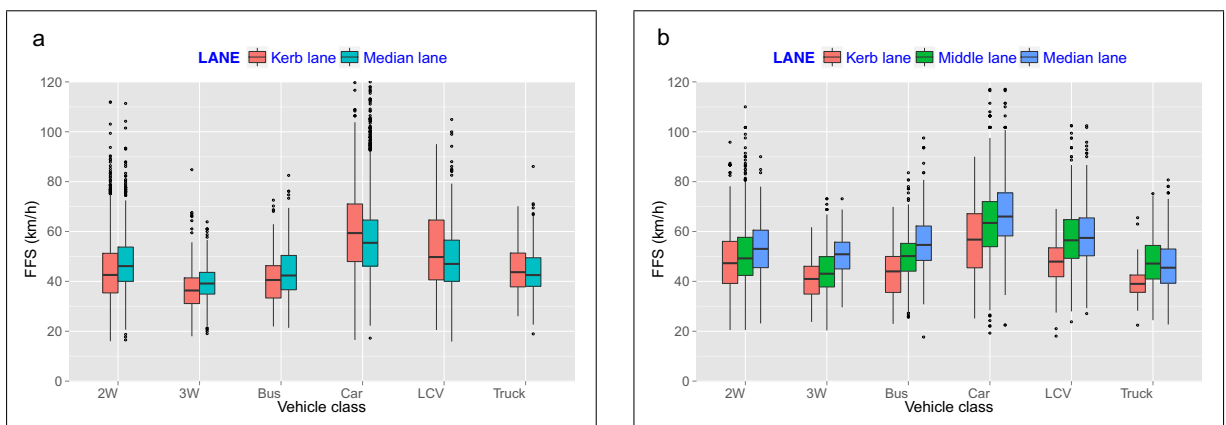 a
LANE Kerb lane Median lane
120
100
80
60
40
20
0
FFS (km/h)
2W 3W Bus Car LCV Truck
Vehicle class
b
LANE Kerb lane Middle lane Median lane
120
100
80
60
40
20
0
FFS (km/h)
2W 3W Bus Car LCV Truck
Vehicle class